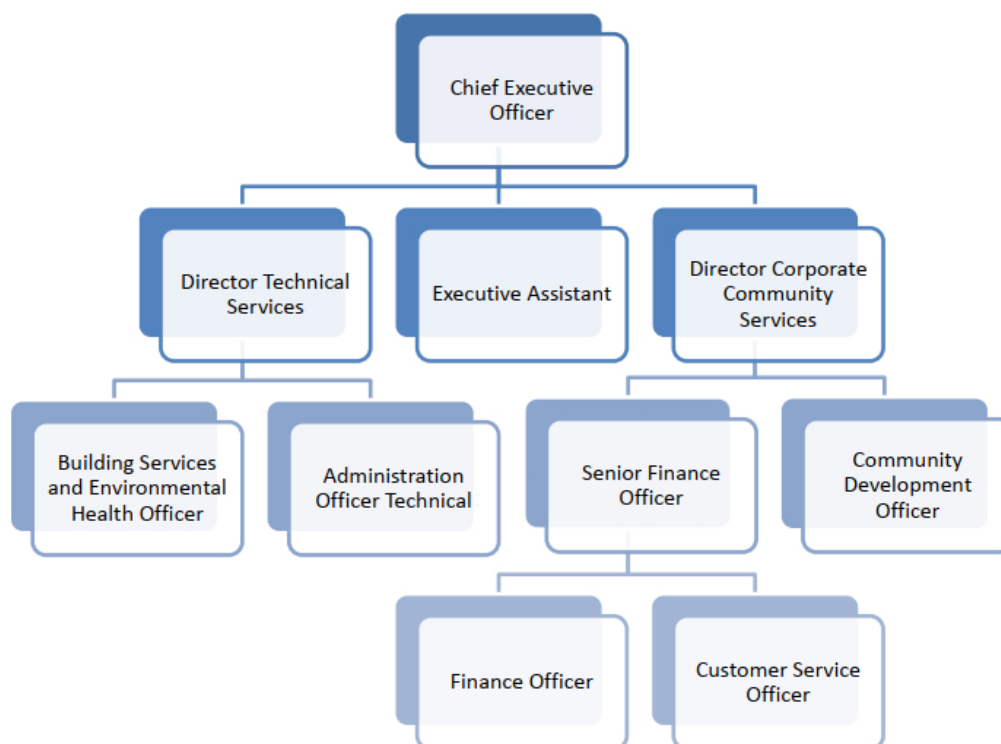 Chief Executive
Officer
Director Technical
Services
Executive Assistant
Director Corporate
Community
Services
Building Services
and Environmental
Health Officer
Administration
Officer Technical
Senior Finance
Officer
Community
Development
Officer
Finance Officer
Customer Service
Officer